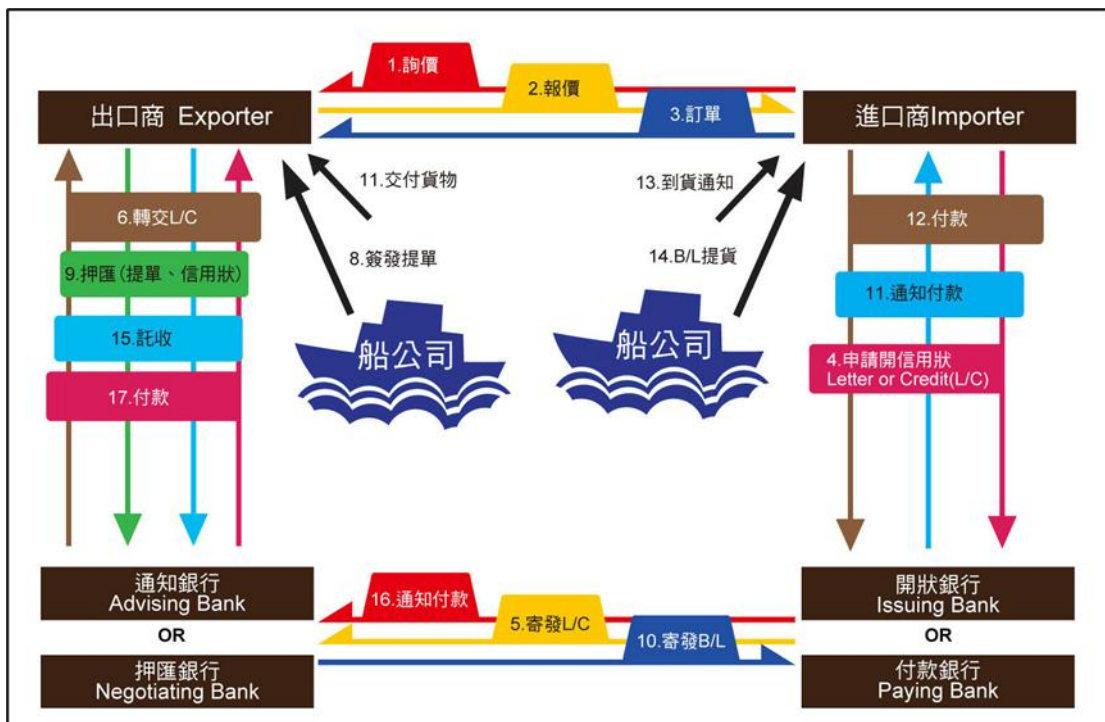 1.詢價
2.報價
3.訂單
出口商 Exporter
進口商Importer
11.交付貨物
8.簽發提單
13.到貨通知
14.B/L提貨
6.轉交L/C
9.押匯(提單、信用狀)
15.託收
17.付款
12.付款
11.通知付款
4.申請開信用狀
Letter or Credit(L/C)
船公司
船公司
通知銀行
Advising Bank
OR
押匯銀行
Negotiating Bank
16.通知付款
5.寄發L/C
10.寄發B/L
開狀銀行
Issuing Bank
OR
付款銀行
Paying Bank